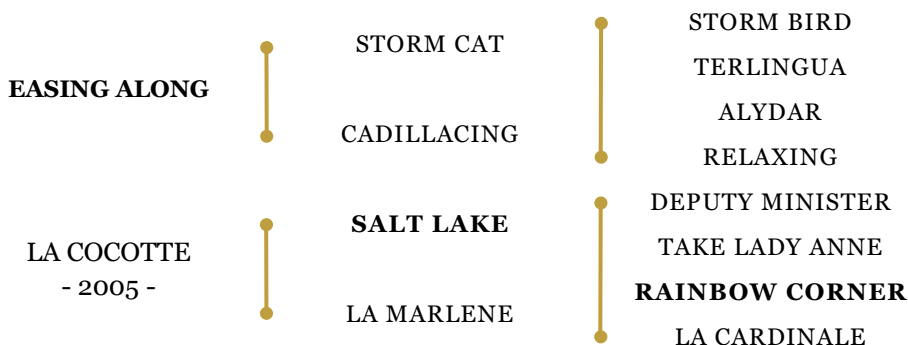 EASING ALONG
STORM CAT
CADILLACING
STORM BIRD
TERLINGUA
ALYDAR
RELAXING
LA COCOTTE
- 2005 -
SALT LAKE
LA MARLENE
DEPUTY MINISTER
TAKE LADY ANNE
RAINBOW CORNER
LA CARDINALE